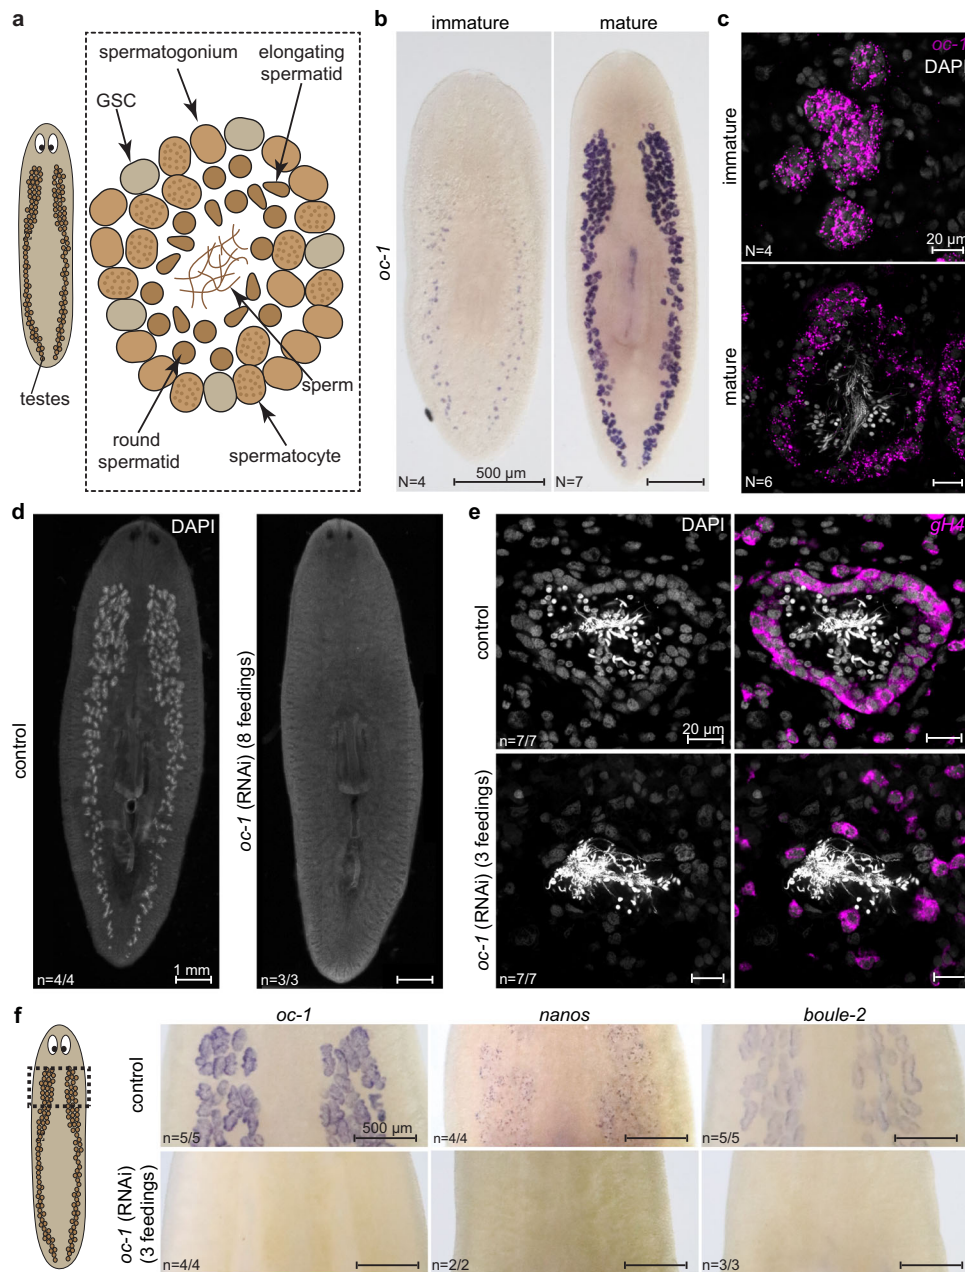 a
spermatogonium
elongating
spermatid
GSC
testes
sperm
round
spermatid
spermatocyte
b
immature
mature
oc-1
N=4
500 µm
N=7
c
oc-1
DAPI
immature
20 µm
N=4
mature
N=6
d
DAPI
control
n=4/4
1 mm
oc-1 (RNAi) (8 feedings)
n=3/3
e
DAPI
gH4
control
n=7/7
20 µm
oc-1 (RNAi) (3 feedings)
n=7/7
f
oc-1
nanos
boule-2
control
n=5/5
500 µm
n=4/4
n=5/5
oc-1 (RNAi)
(3 feedings)
n=4/4
n=2/2
n=3/3